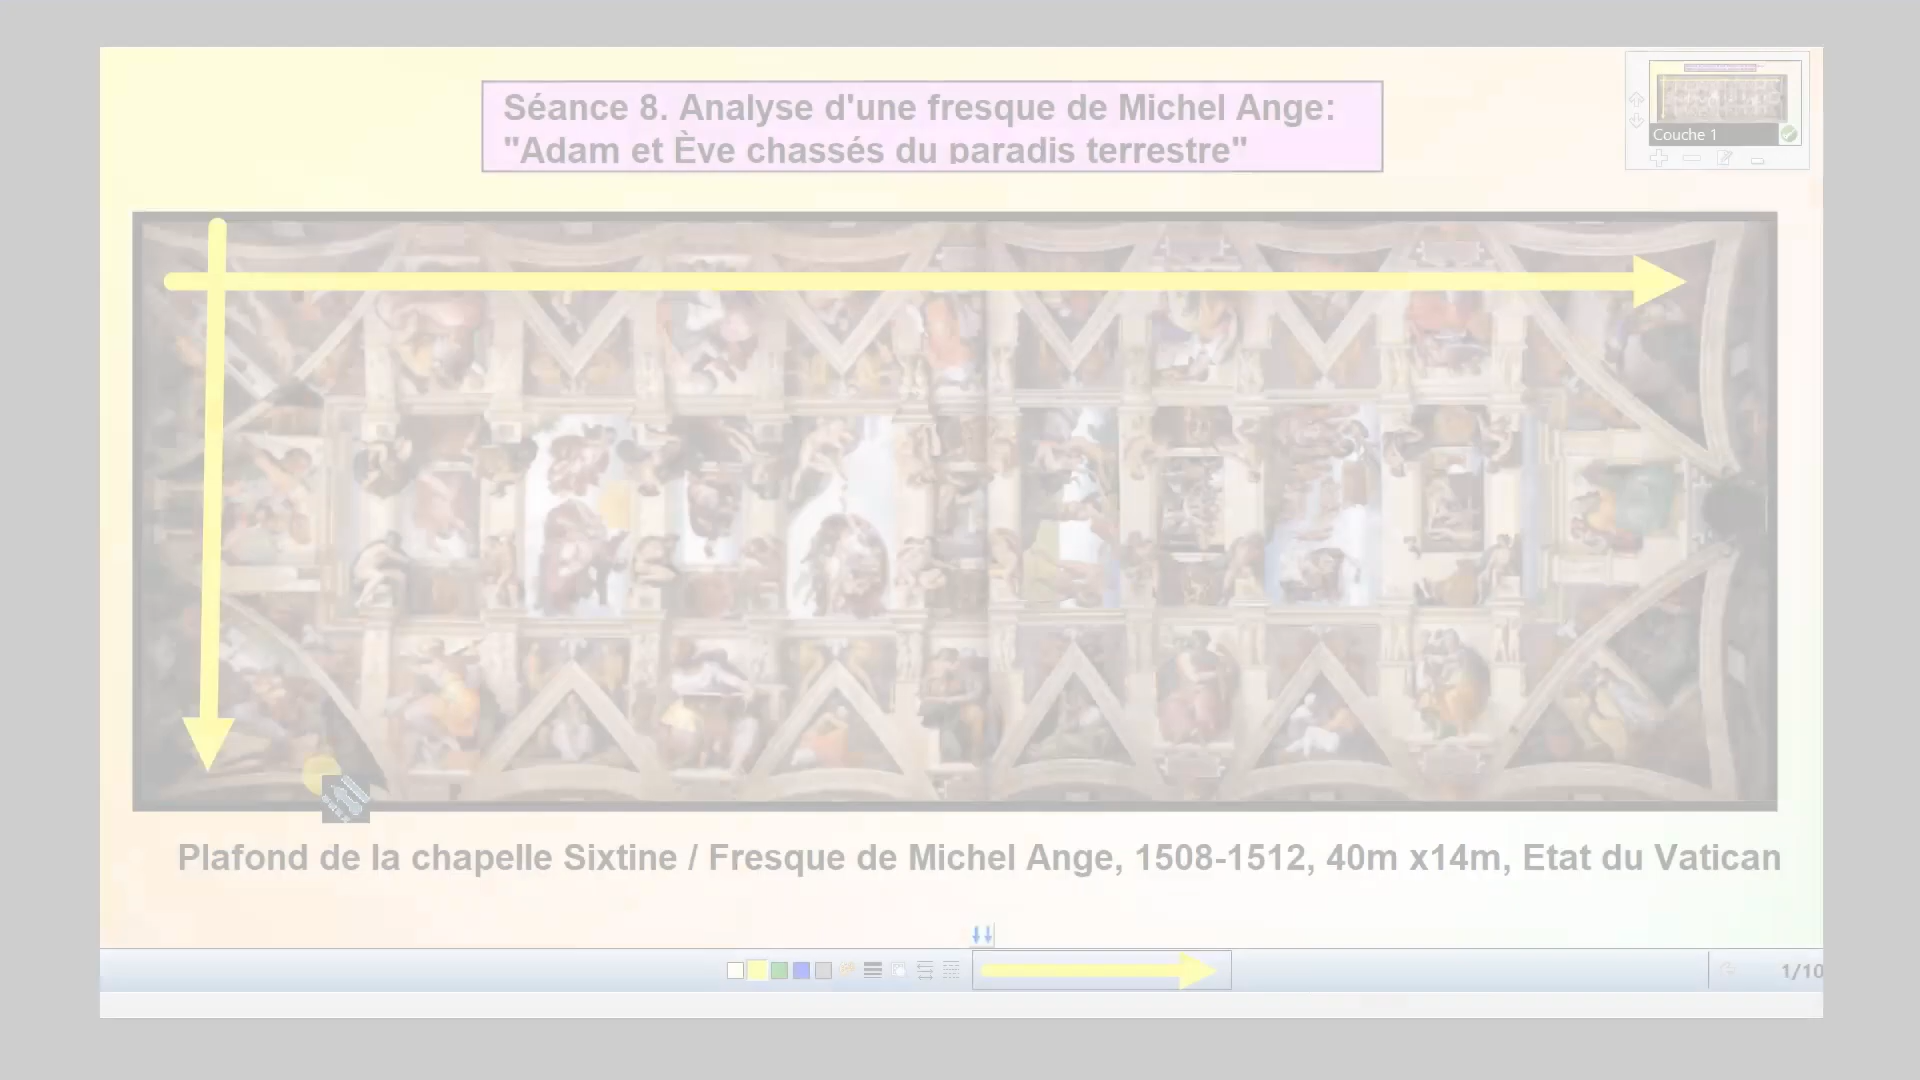 Séance 8. Analyse d'une fresque de Michel Ange:
"Adam et Ève chassés du paradis terrestre"
Couche 1
Plafond de la chapelle Sixtine / Fresque de Michel Ange, 1508-1512, 40m x14m, Etat du Vatican
1/10